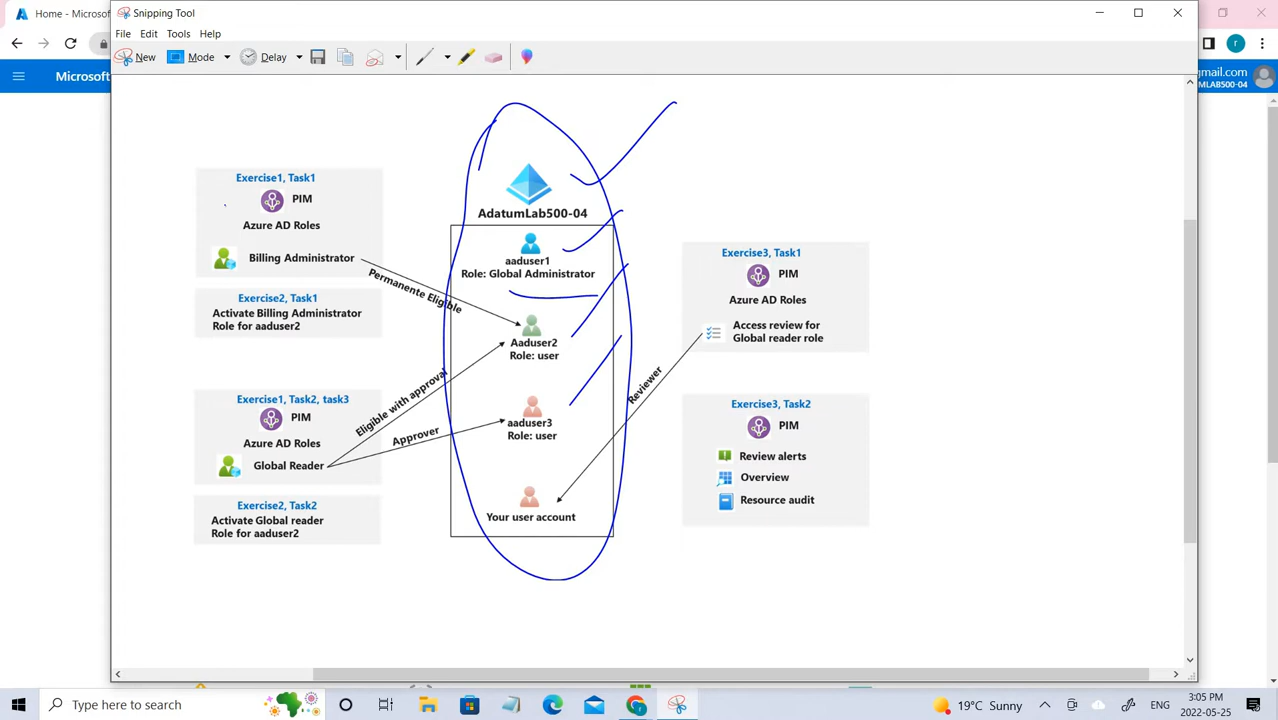 Home - Microsof
Snipping Tool
File Edit Tools Help
New Mode Delay
Microsoft
gmail.com
MLAB500-04
r
Exercise1, Task1
PIM
Azure AD Roles
Billing Administrator
Exercise2, Task1
Activate Billing Administrator
Role for aaduser2
Exercise1, Task2, task3
PIM
Azure AD Roles
Global Reader
Exercise2, Task2
Activate Global reader
Role for aaduser2
Permanente Eligible
Eligible with approval
Approver
AdatumLab500-04
aaduser1
Role: Global Administrator
Aaduser2
Role: user
aaduser3
Role: user
Your user account
Reviewer
Exercise3, Task1
PIM
Azure AD Roles
Access review for
Global reader role
Exercise3, Task2
PIM
Review alerts
Overview
Resource audit
Type here to search
19°C Sunny
ENG
3:05 PM
2022-05-25